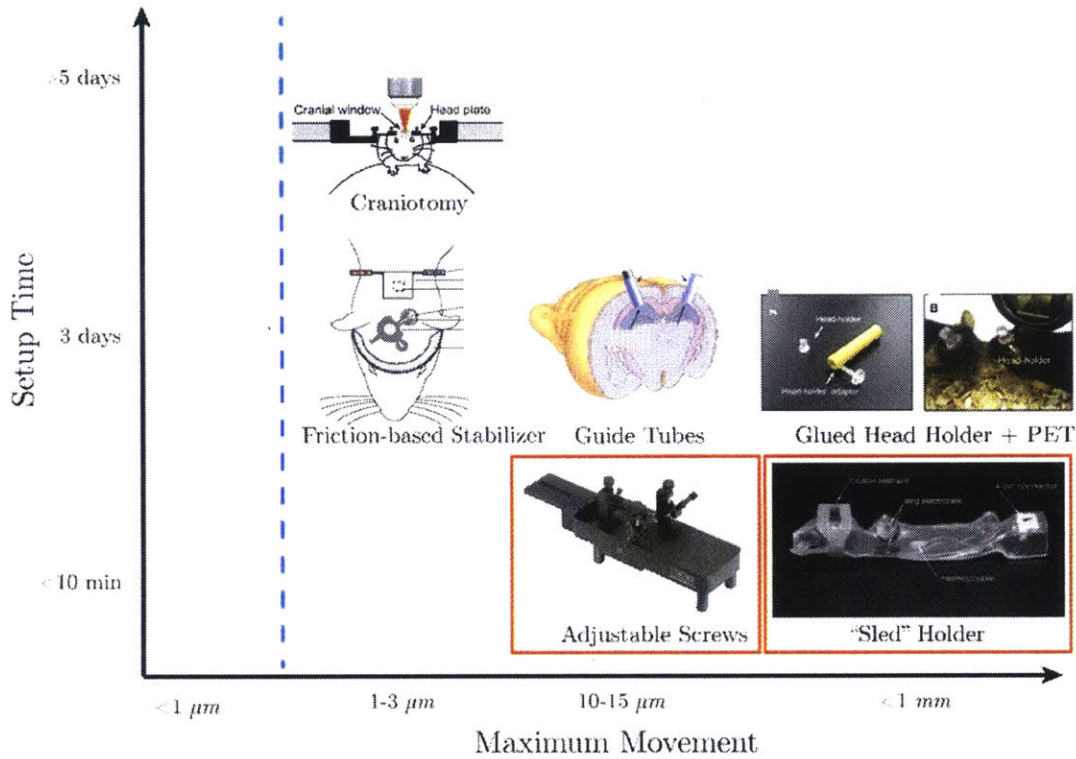 Setup Time
>5 days
3 days
<10 min
Cranial window
Head plate
Craniotomy
Friction-based Stabilizer
Guide Tubes
Head-holder
Head-holder adaptor
B
Head-holder
Glued Head Holder + PET
Adjustable Screws
"Sled" Holder
<1 μm
1-3 μm
10-15 μm
<1 mm
Maximum Movement